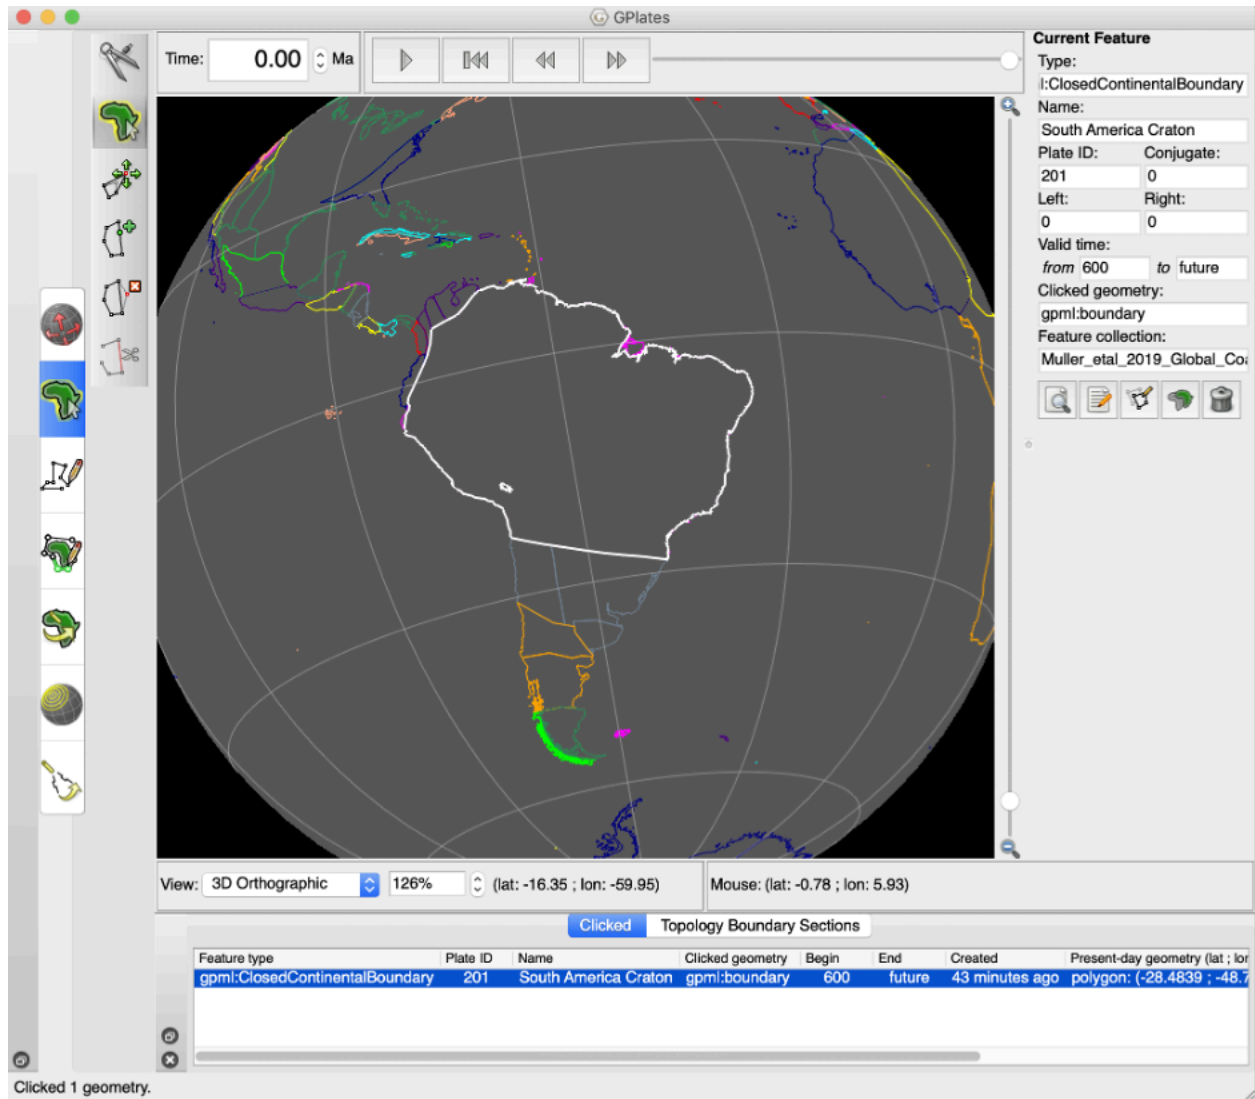 GPlates
Time: 0.00 Ma
Current Feature
Type:
l:ClosedContinentalBoundary
Name:
South America Craton
Plate ID: Conjugate:
201 0
Left: Right:
0 0
Valid time:
from 600 to future
Clicked geometry:
gpml:boundary
Feature collection:
Muller_etal_2019_Global_Coa
View: 3D Orthographic 126% (lat: -16.35 ; lon: -59.95) Mouse: (lat: -0.78 ; lon: 5.93)
Clicked Topology Boundary Sections
Feature type Plate ID Name Clicked geometry Begin End Created Present-day geometry (lat ; lor
gpml:ClosedContinentalBoundary 201 South America Craton gpml:boundary 600 future 43 minutes ago polygon: (-28.4839 ; -48.7
Clicked 1 geometry.